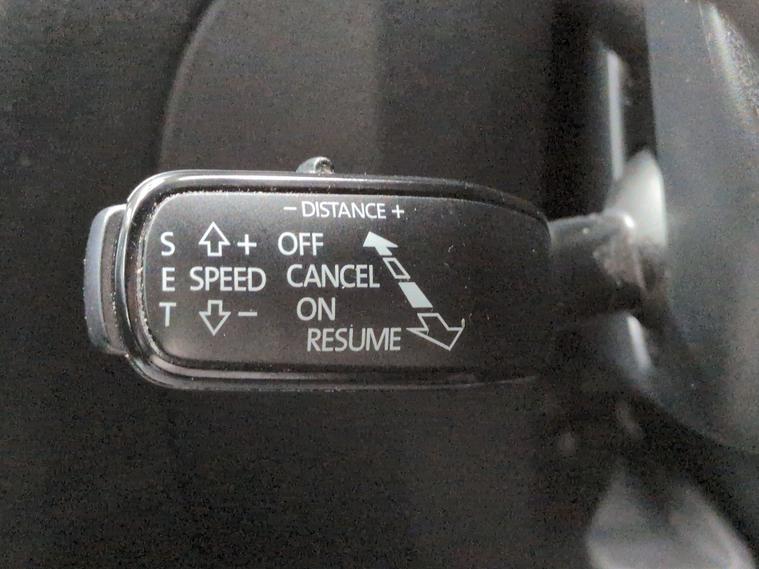 − DISTANCE +
S + OFF
E SPEED CANCEL
T − ON
RESUME